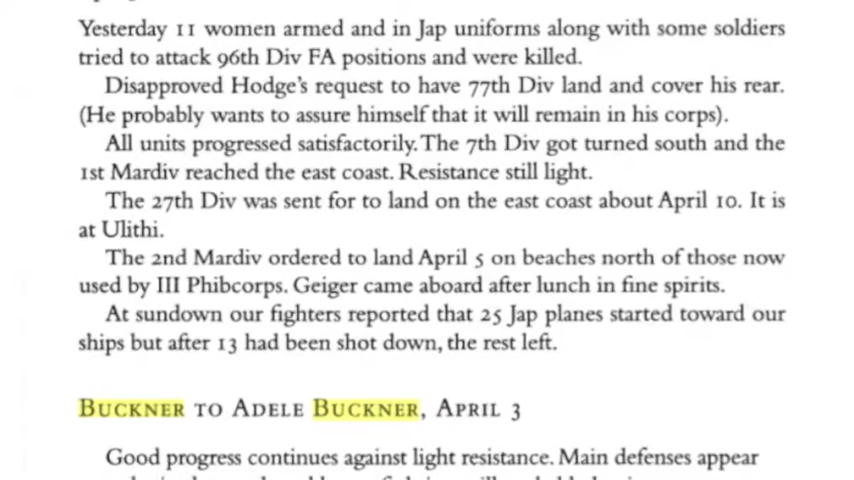 Yesterday 11 women armed and in Jap uniforms along with some soldiers
tried to attack 96th Div FA positions and were killed.
Disapproved Hodge's request to have 77th Div land and cover his rear.
(He probably wants to assure himself that it will remain in his corps).
All units progressed satisfactorily. The 7th Div got turned south and the
1st Mardiv reached the east coast. Resistance still light.
The 27th Div was sent for to land on the east coast about April 10. It is
at Ulithi.
The 2nd Mardiv ordered to land April 5 on beaches north of those now
used by III Phibcorps. Geiger came aboard after lunch in fine spirits.
At sundown our fighters reported that 25 Jap planes started toward our
ships but after 13 had been shot down, the rest left.
BUCKNER TO ADELE BUCKNER, APRIL 3
Good progress continues against light resistance. Main defenses appear